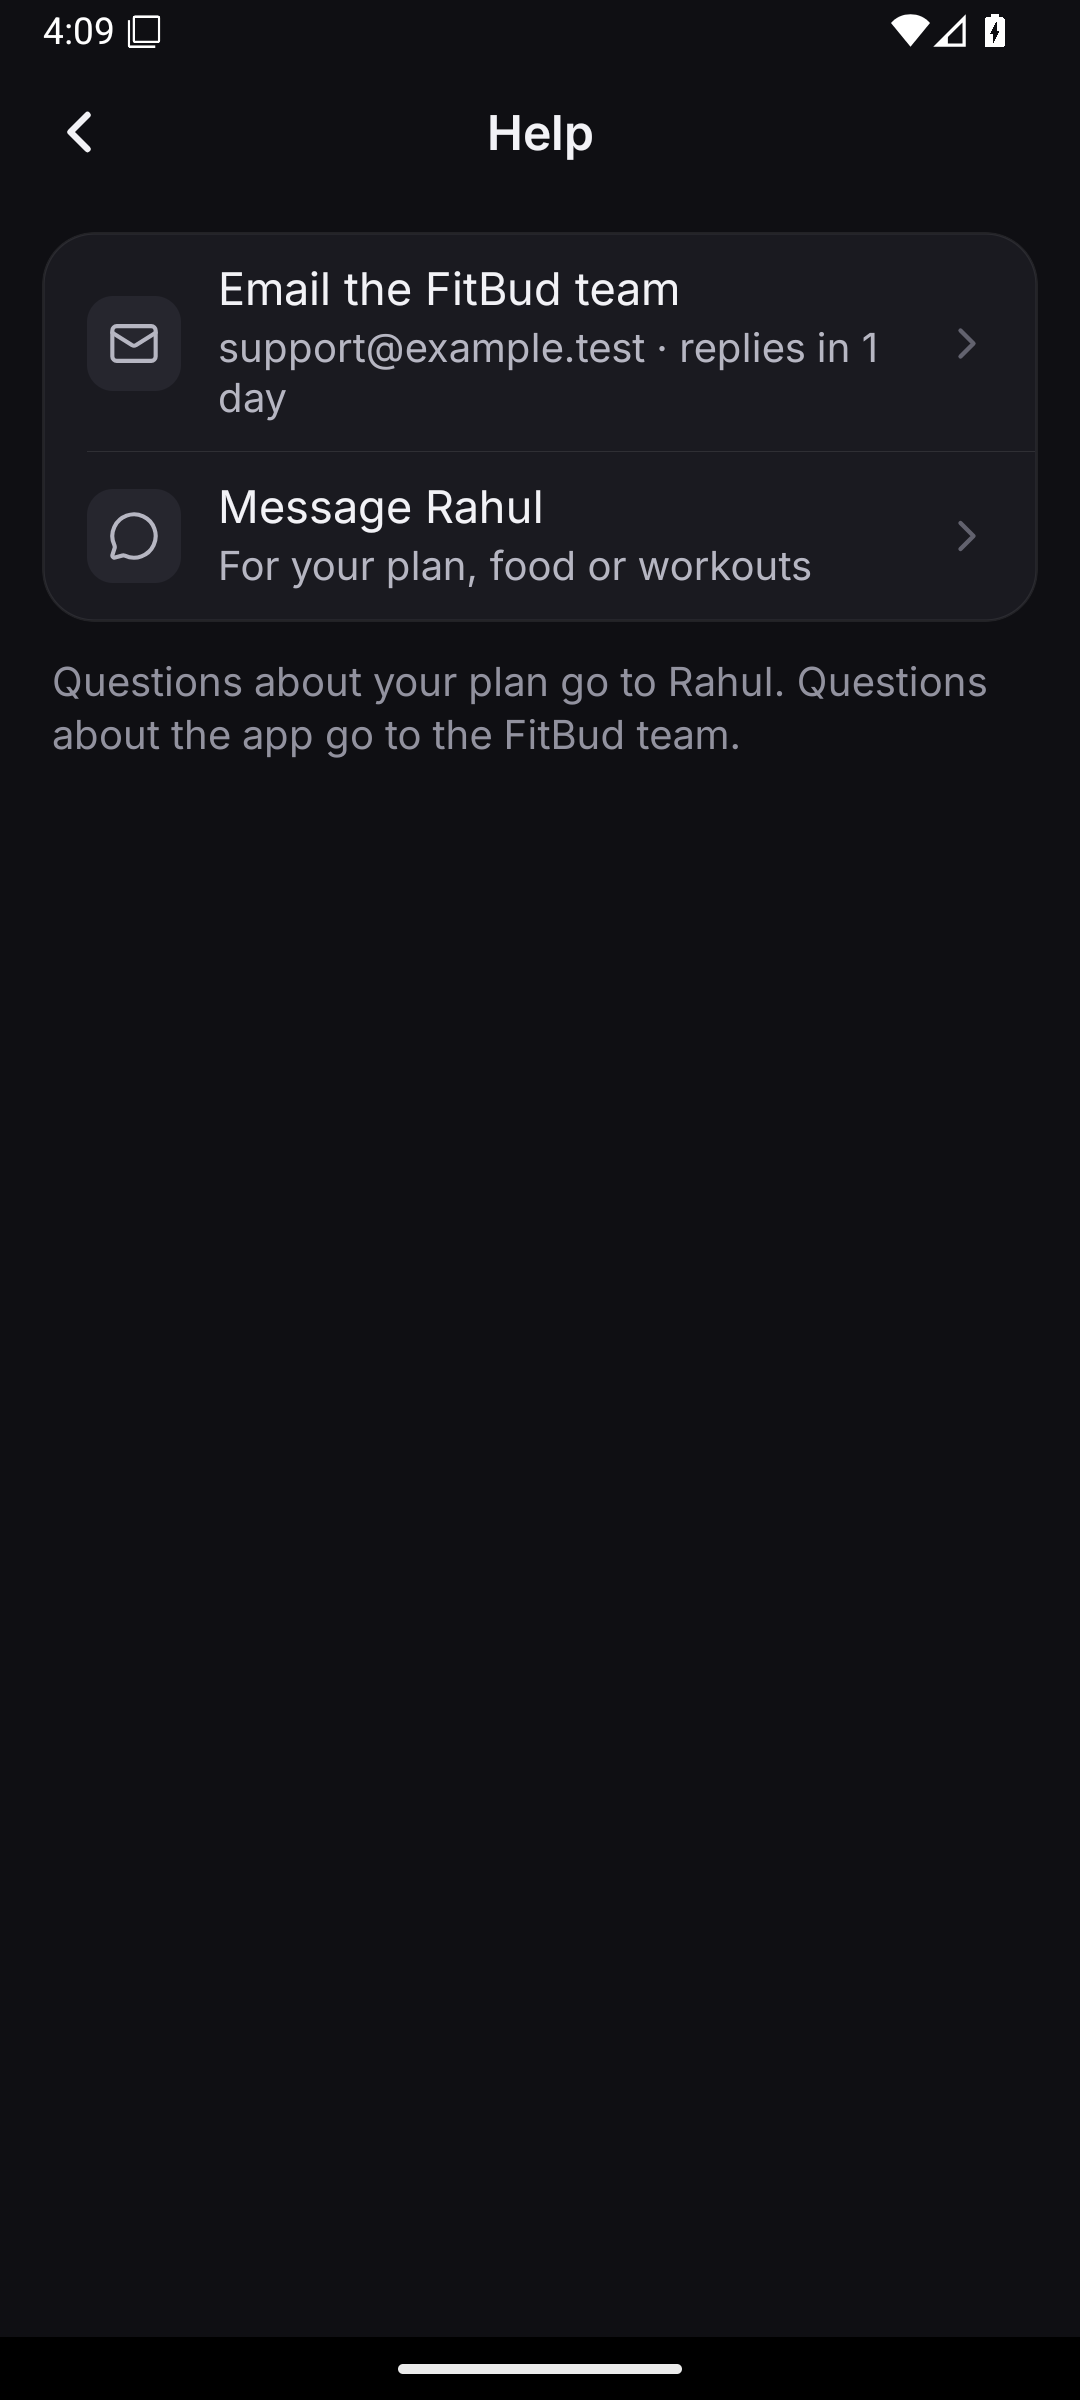 4:09
Help
Email the FitBud team
support@example.test · replies in 1
day
Message Rahul
For your plan, food or workouts
Questions about your plan go to Rahul. Questions
about the app go to the FitBud team.